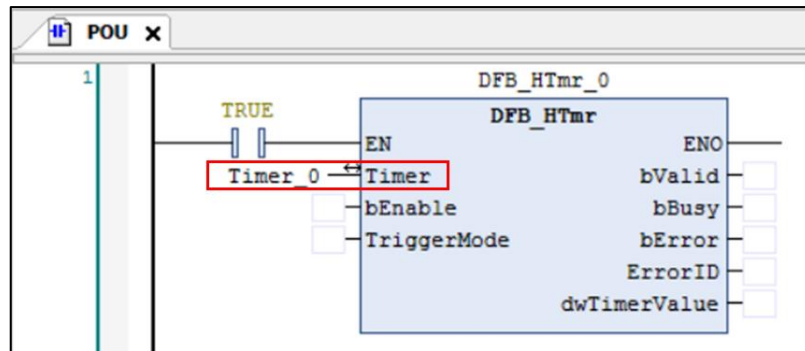 POU X
1
DFB_HTmr_0
TRUE
DFB_HTmr
EN ENO
Timer_0 Timer bValid
bEnable bBusy
TriggerMode bError
ErrorID
dwTimerValue